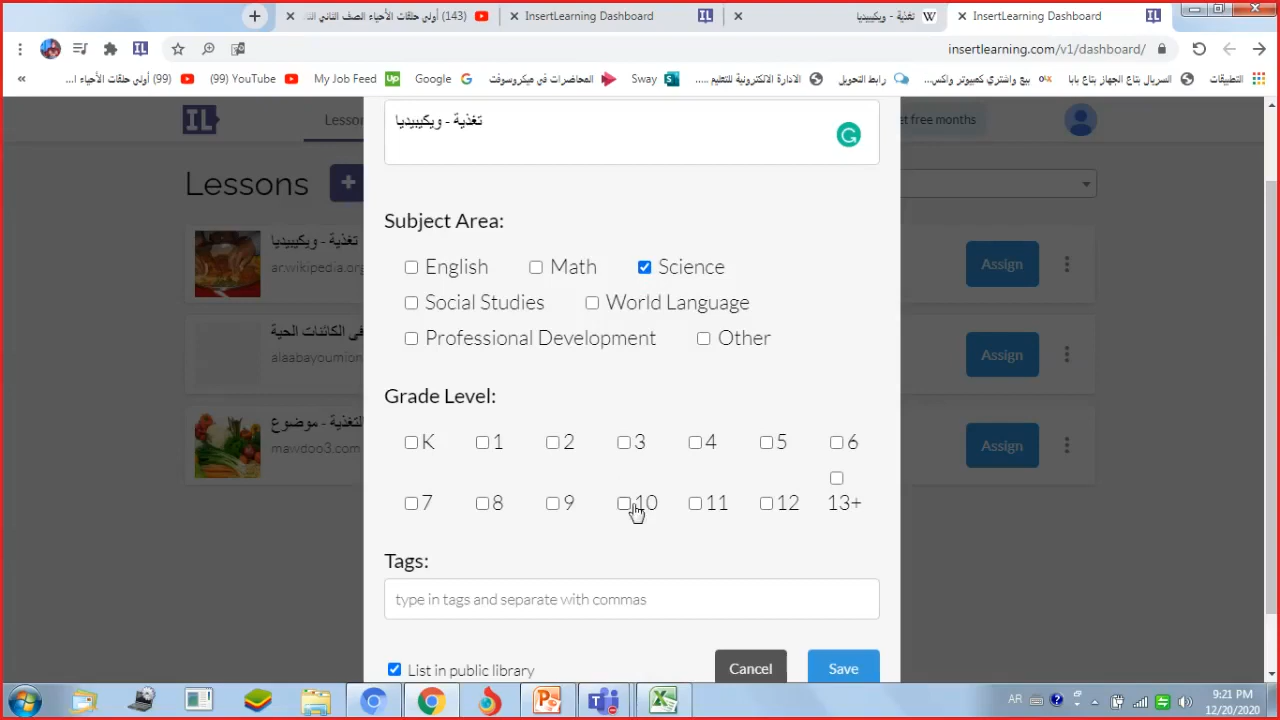 (143) أولى حلقات الأحياء الصف الثاني الثا
InsertLearning Dashboard
تغذية - ويكيبيديا
InsertLearning Dashboard
insertlearning.com/v1/dashboard/
(99) أولى حلقات الأحياء ا...
(99) YouTube
My Job Feed
Google
المحاضرات في ميكروسوفت
Sway
الادارة الالكترونية للتعليم ......
رابط التحويل
بيع واشتري كمبيوتر واكس...
السريال بتاع الجهاز بتاع بابا
التطبيقات
IL
Lesso
et free months
تغذية - ويكيبيديا
Lessons
+
تغذية - ويكيبيديا
ar.wikipedia.org
Assign
فى الكائنات الحية
alaabayoumion
Assign
التغذية - موضوع
mawdoo3.com
Assign
Subject Area:
English
Math
Science
Social Studies
World Language
Professional Development
Other
Grade Level:
K 1 2 3 4 5 6
7 8 9 10 11 12 13+
Tags:
type in tags and separate with commas
List in public library
Cancel
Save
AR
9:21 PM
12/20/2020